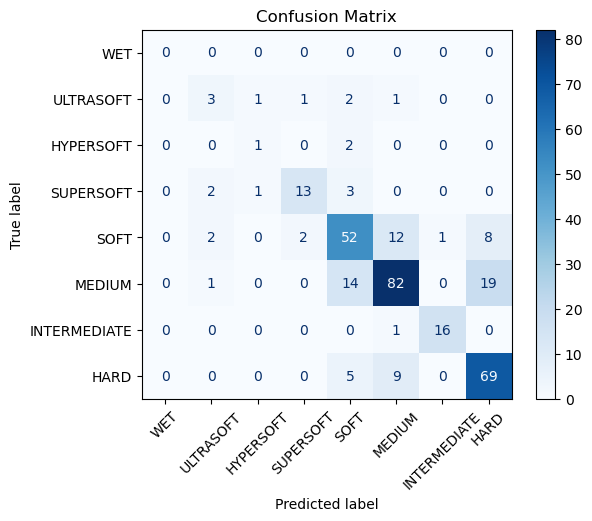 Confusion Matrix
True label
WET 0 0 0 0 0 0 0 0
ULTRASOFT 0 3 1 1 2 1 0 0
HYPERSOFT 0 0 1 0 2 0 0 0
SUPERSOFT 0 2 1 13 3 0 0 0
SOFT 0 2 0 2 52 12 1 8
MEDIUM 0 1 0 0 14 82 0 19
INTERMEDIATE 0 0 0 0 0 1 16 0
HARD 0 0 0 0 5 9 0 69
WET ULTRASOFT HYPERSOFT SUPERSOFT SOFT MEDIUM INTERMEDIATE HARD
Predicted label
80
70
60
50
40
30
20
10
0